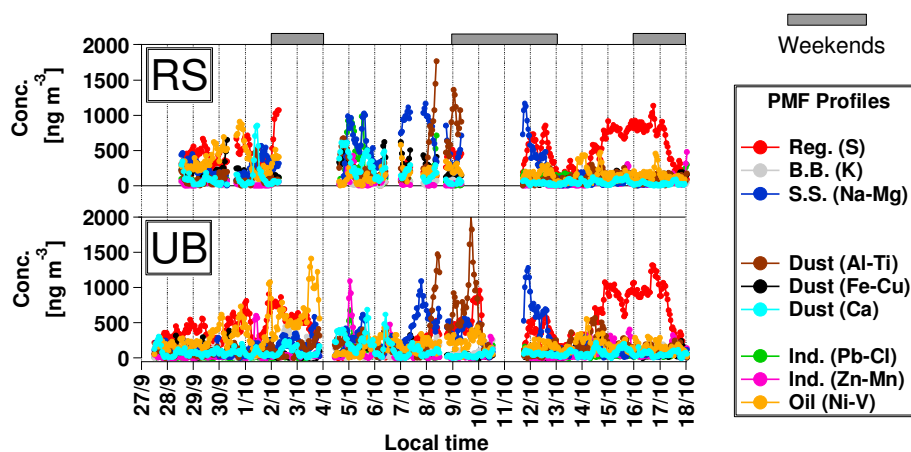 Weekends
2000
1500
1000
500
0
Conc.
[ng m-3]
RS
2000
1500
1000
500
0
Conc.
[ng m-3]
UB
27/9
28/9
29/9
30/9
1/10
2/10
3/10
4/10
5/10
6/10
7/10
8/10
9/10
10/10
11/10
12/10
13/10
14/10
15/10
16/10
17/10
18/10
Local time
PMF Profiles
Reg. (S)
B.B. (K)
S.S. (Na-Mg)
Dust (Al-Ti)
Dust (Fe-Cu)
Dust (Ca)
Ind. (Pb-Cl)
Ind. (Zn-Mn)
Oil (Ni-V)